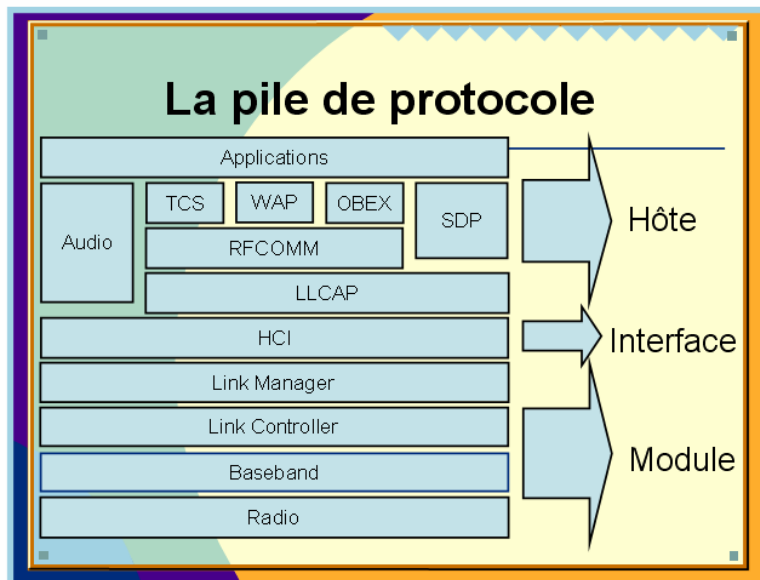 La pile de protocole
Applications
Audio
TCS
WAP
OBEX
SDP
RFCOMM
LLCAP
HCI
Link Manager
Link Controller
Baseband
Radio
Hôte
Interface
Module